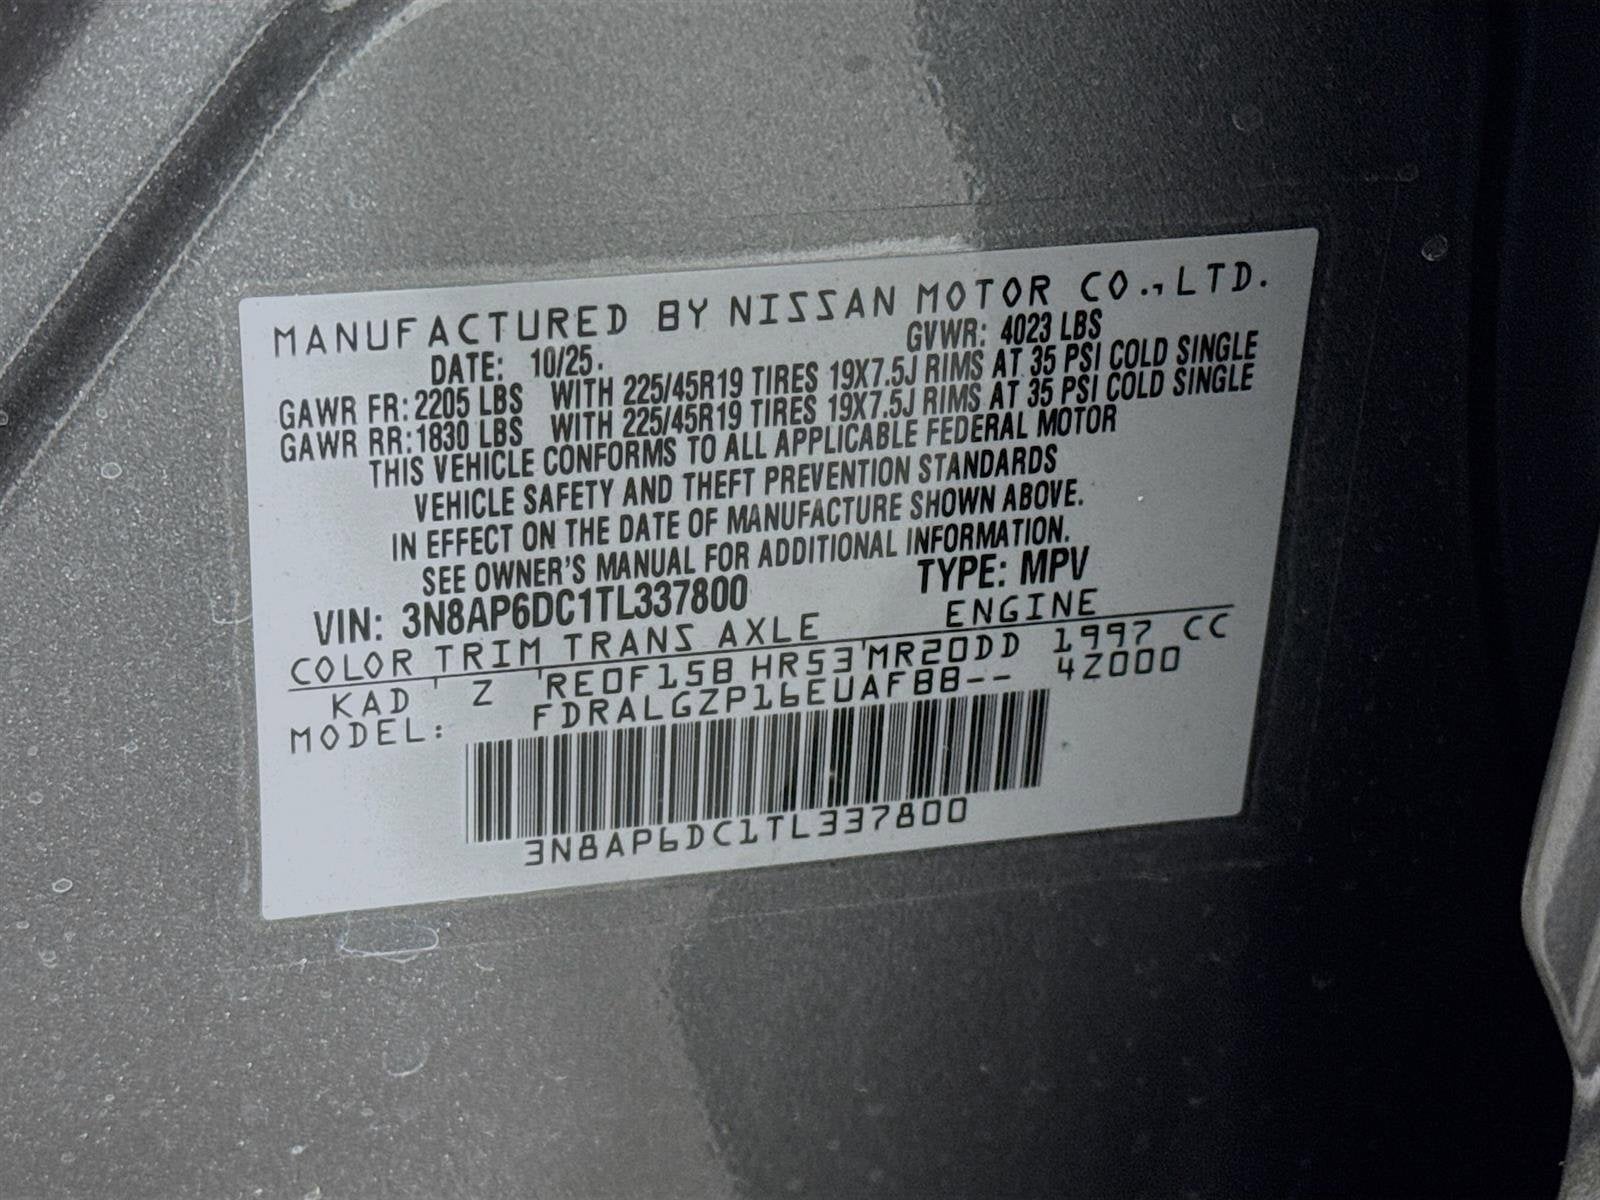 MANUFACTURED BY NISSAN MOTOR CO.,LTD.
DATE: 10/25. GVWR: 4023 LBS
GAWR FR: 2205 LBS WITH 225/45R19 TIRES 19X7.5J RIMS AT 35 PSI COLD SINGLE
GAWR RR: 1830 LBS WITH 225/45R19 TIRES 19X7.5J RIMS AT 35 PSI COLD SINGLE
THIS VEHICLE CONFORMS TO ALL APPLICABLE FEDERAL MOTOR
VEHICLE SAFETY AND THEFT PREVENTION STANDARDS
IN EFFECT ON THE DATE OF MANUFACTURE SHOWN ABOVE.
SEE OWNER'S MANUAL FOR ADDITIONAL INFORMATION.
VIN: 3N8AP6DC1TL337800 TYPE: MPV
COLOR TRIM TRANS AXLE ENGINE
KAD Z RE0F15B HR53 MR20DD 1997 CC
MODEL: FDRALGZP16EUAFBB-- 4Z000
3N8AP6DC1TL337800